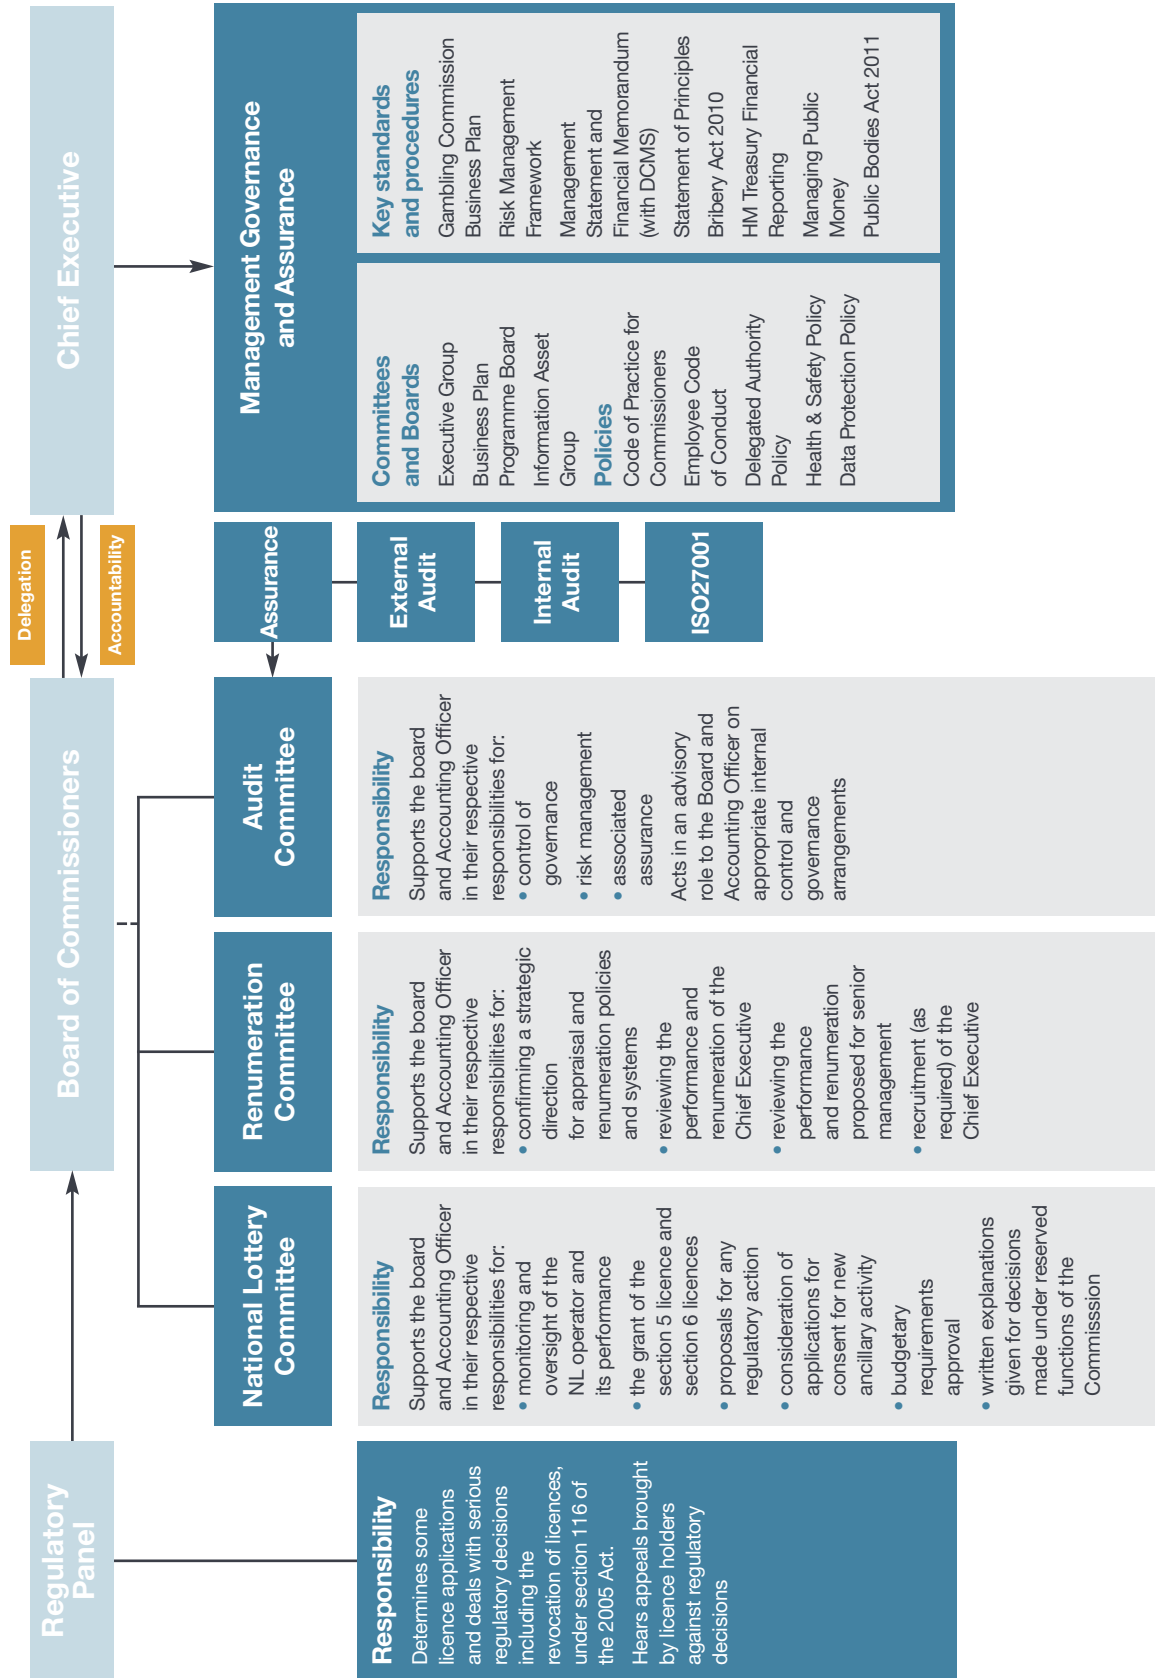 Regulatory
Panel
Responsibility
Determines some
licence applications
and deals with serious
regulatory decisions
including the
revocation of licences,
under section 116 of
the 2005 Act.
Hears appeals brought
by licence holders
against regulatory
decisions
Board of Commissioners
National Lottery
Committee
Responsibility
Supports the board
and Accounting Officer
in their respective
responsibilities for:
• monitoring and
oversight of the
NL operator and
its performance
• the grant of the
section 5 licence and
section 6 licences
• proposals for any
regulatory action
• consideration of
applications for
consent for new
ancillary activity
• budgetary
requirements
approval
• written explanations
given for decisions
made under reserved
functions of the
Commission
Renumeration
Committee
Responsibility
Supports the board
and Accounting Officer
in their respective
responsibilities for:
• confirming a strategic
direction
for appraisal and
renumeration policies
and systems
• reviewing the
performance and
renumeration of the
Chief Executive
• reviewing the
performance
and renumeration
proposed for senior
management
• recruitment (as
required) of the
Chief Executive
Audit
Committee
Responsibility
Supports the board
and Accounting Officer
in their respective
responsibilities for:
• control of
governance
• risk management
• associated
assurance
Acts in an advisory
role to the Board and
Accounting Officer on
appropriate internal
control and
governance
arrangements
Delegation
Accountability
Assurance
External
Audit
Internal
Audit
ISO27001
Chief Executive
Management Governance
and Assurance
Committees
and Boards
Executive Group
Business Plan
Programme Board
Information Asset
Group
Policies
Code of Practice for
Commissioners
Employee Code
of Conduct
Delegated Authority
Policy
Health & Safety Policy
Data Protection Policy
Key standards
and procedures
Gambling Commission
Business Plan
Risk Management
Framework
Management
Statement and
Financial Memorandum
(with DCMS)
Statement of Principles
Bribery Act 2010
HM Treasury Financial
Reporting
Managing Public
Money
Public Bodies Act 2011